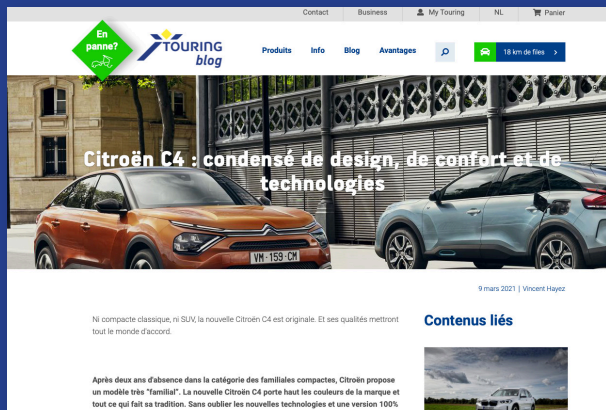 Contact Business My Touring NL Panier
En
panne?
TOURING
blog
Produits Info Blog Avantages 18 km de files
Citroën C4 : condensé de design, de confort et de
technologies
VM-159-CM
9 mars 2021 | Vincent Hayez
Ni compacte classique, ni SUV, la nouvelle Citroën C4 est originale. Et ses qualités mettront
tout le monde d'accord.
Contenus liés
Après deux ans d'absence dans la catégorie des familiales compactes, Citroën propose
un modèle très "familial". La nouvelle Citroën C4 porte haut les couleurs de la marque et
tout ce qui fait sa tradition. Sans oublier les nouvelles technologies et une version 100%